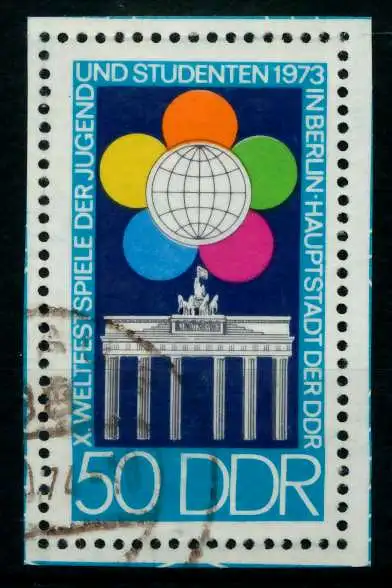 X. WELTFESTSPIELE DER JUGEND
UND STUDENTEN 1973
IN BERLIN · HAUPTSTADT DER DDR
50 DDR